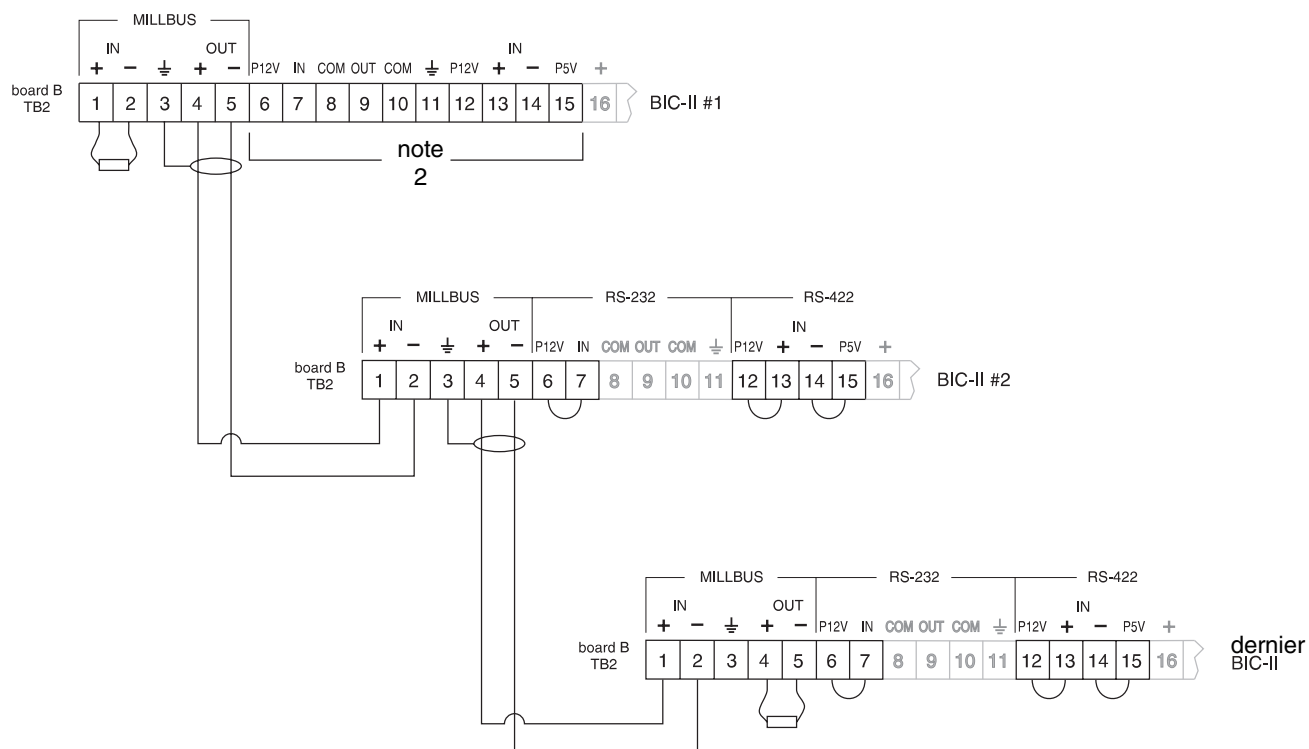 MILLBUS
IN OUT IN
+ − ⏚ + − P12V IN COM OUT COM ⏚ P12V + − P5V +
board B
TB2
1 2 3 4 5 6 7 8 9 10 11 12 13 14 15 16 BIC-II #1
note
2
MILLBUS RS-232 RS-422
IN OUT IN
+ − ⏚ + − P12V IN COM OUT COM ⏚ P12V + − P5V +
board B
TB2
1 2 3 4 5 6 7 8 9 10 11 12 13 14 15 16 BIC-II #2
MILLBUS RS-232 RS-422
IN OUT IN
+ − ⏚ + − P12V IN COM OUT COM ⏚ P12V + − P5V +
board B
TB2
1 2 3 4 5 6 7 8 9 10 11 12 13 14 15 16
dernier
BIC-II